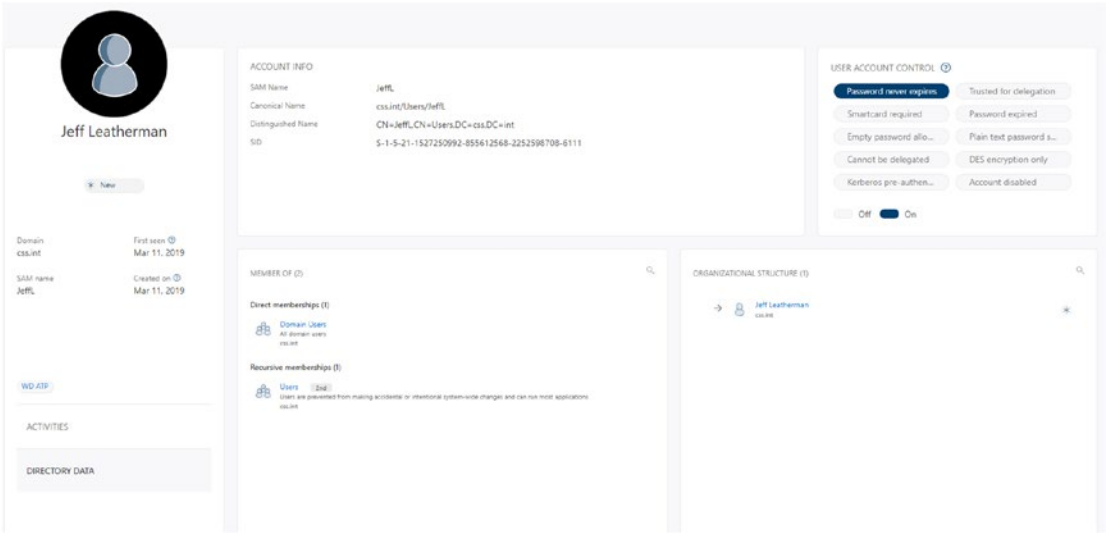 Jeff Leatherman
New
Domain
css.int
First seen
Mar 11, 2019
SAM name
JeffL
Created on
Mar 11, 2019
WD ATP
ACTIVITIES
DIRECTORY DATA
ACCOUNT INFO
SAM Name JeffL
Canonical Name css.int/Users/JeffL
Distinguished Name CN=JeffL,CN=Users,DC=css,DC=int
SID S-1-5-21-1527250992-855612568-2252598708-6111
USER ACCOUNT CONTROL ?
Password never expires Trusted for delegation
Smartcard required Password expired
Empty password allo... Plain text password s...
Cannot be delegated DES encryption only
Kerberos pre-authen... Account disabled
Off On
MEMBER OF (2)
Direct memberships (1)
Domain Users
All domain users
css.int
Recursive memberships (1)
Users 2nd
Users are prevented from making accidental or intentional system-wide changes and can run most applications
css.int
ORGANIZATIONAL STRUCTURE (1)
Jeff Leatherman
css.int